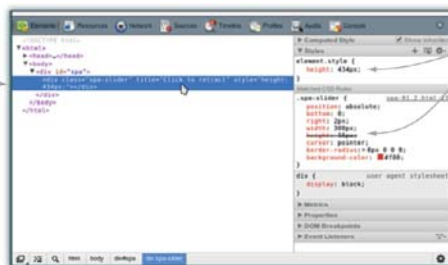 Elements Resources Network Sources Timeline Profiles Audits Console
<!DOCTYPE html>
<html>
<head>…</head>
<body>
<div id="spa">
<div class="spa-slider" title="Click to retract" style="height:
434px;"></div>
</div>
</body>
</html>
Computed Style Show inherited
Styles
element.style {
height: 434px;
}
Matched CSS Rules
.spa-slider {
position: absolute;
bottom: 0;
right: 2px;
width: 300px;
height: 16px;
cursor: pointer;
border-radius: 8px 0 0 0;
background-color: #f00;
}
div { user agent stylesheet
display: block;
}
Metrics
Properties
DOM Breakpoints
Event Listeners
html body div#spa div.spa-slider